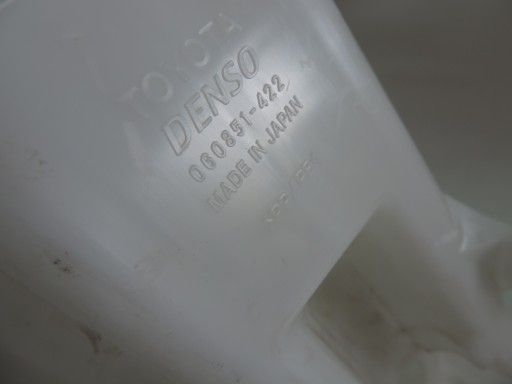 TOYOTA
DENSO
060851-422
MADE IN JAPAN